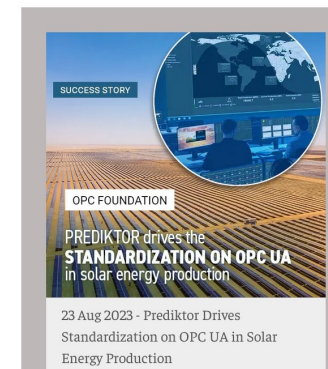 SUCCESS STORY
OPC FOUNDATION
PREDIKTOR drives the
STANDARDIZATION ON OPC UA
in solar energy production
23 Aug 2023 - Prediktor Drives
Standardization on OPC UA in Solar
Energy Production